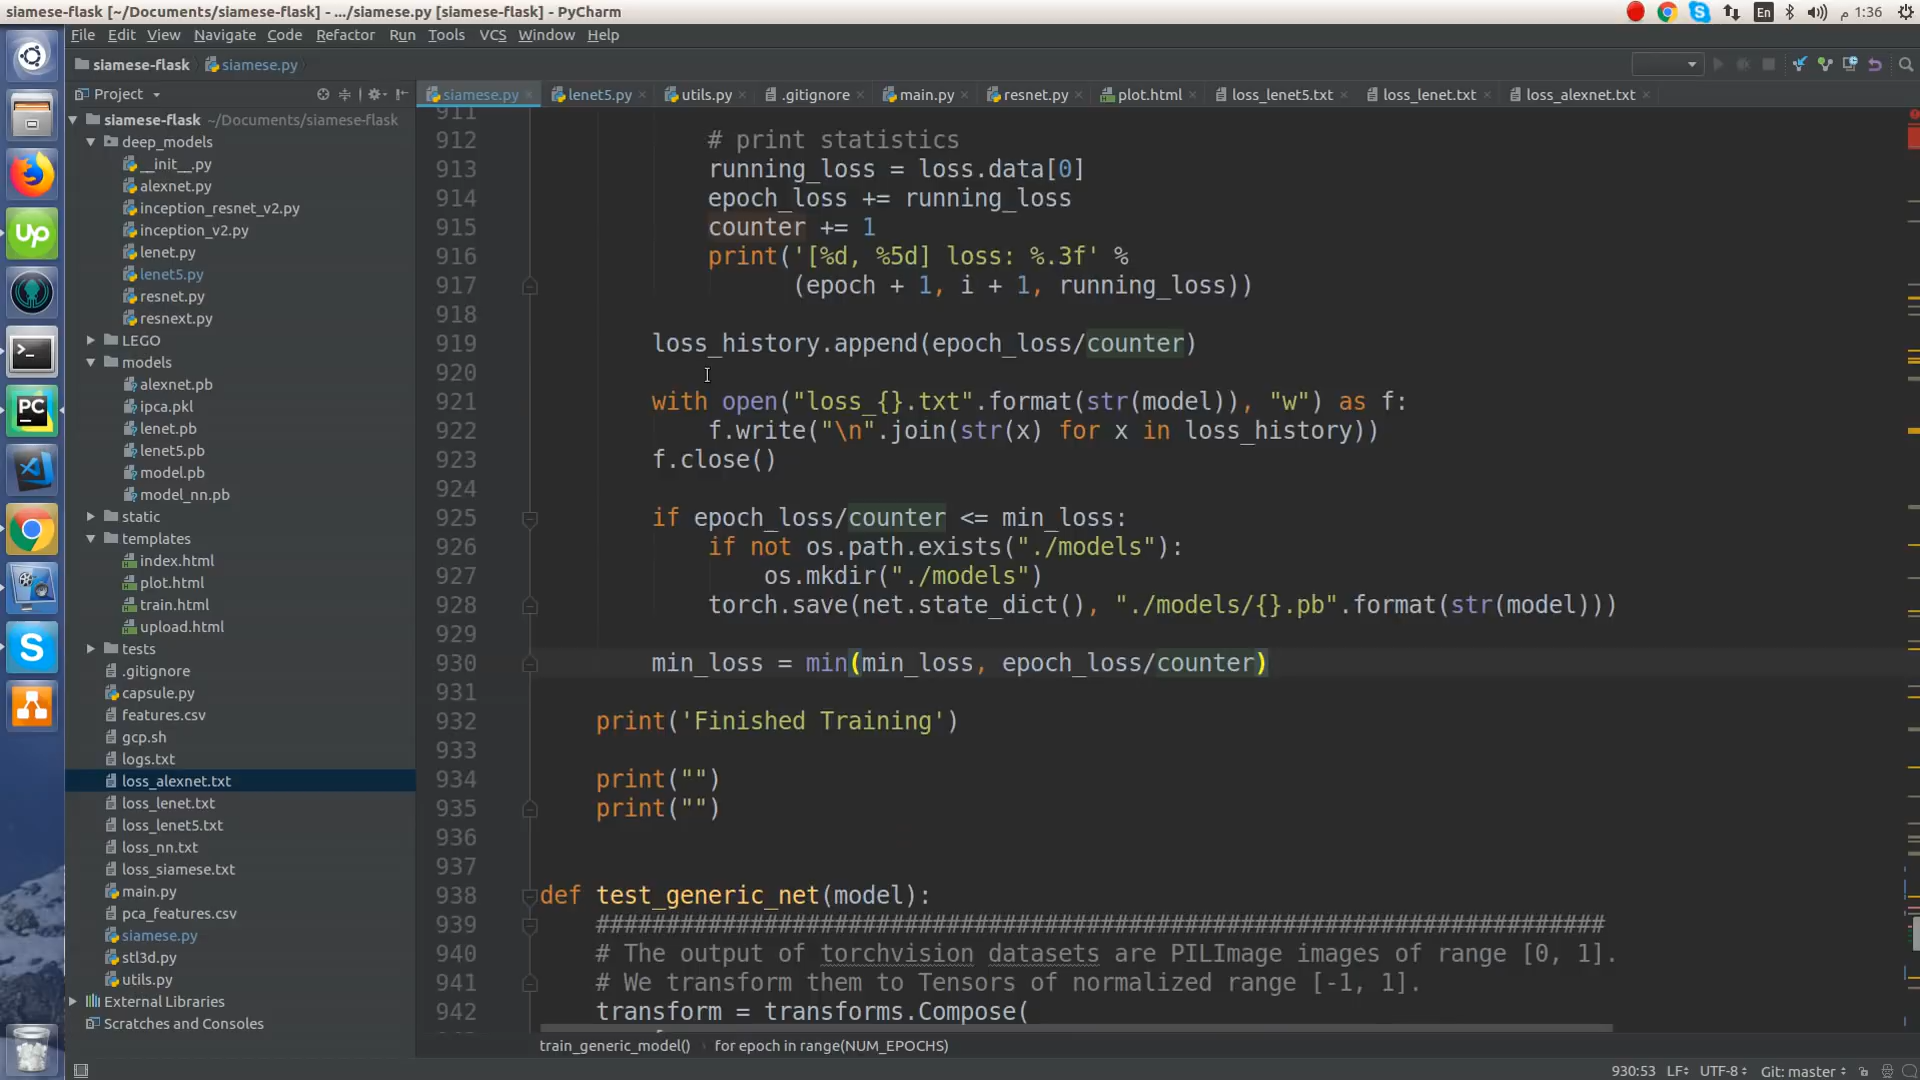 siamese-flask [~/Documents/siamese-flask] - .../siamese.py [siamese-flask] - PyCharm
En
1:36 م
File Edit View Navigate Code Refactor Run Tools VCS Window Help
siamese-flask siamese.py
Project
siamese.py lenet5.py utils.py .gitignore main.py resnet.py plot.html loss_lenet5.txt loss_lenet.txt loss_alexnet.txt
siamese-flask ~/Documents/siamese-flask
deep_models
__init__.py
alexnet.py
inception_resnet_v2.py
inception_v2.py
lenet.py
lenet5.py
resnet.py
resnext.py
LEGO
models
alexnet.pb
ipca.pkl
lenet.pb
lenet5.pb
model.pb
model_nn.pb
static
templates
index.html
plot.html
train.html
upload.html
tests
.gitignore
capsule.py
features.csv
gcp.sh
logs.txt
loss_alexnet.txt
loss_lenet.txt
loss_lenet5.txt
loss_nn.txt
loss_siamese.txt
main.py
pca_features.csv
siamese.py
stl3d.py
utils.py
External Libraries
Scratches and Consoles
911
912 # print statistics
913 running_loss = loss.data[0]
914 epoch_loss += running_loss
915 counter += 1
916 print('[%d, %5d] loss: %.3f' %
917 (epoch + 1, i + 1, running_loss))
918
919 loss_history.append(epoch_loss/counter)
920
921 with open("loss_{}.txt".format(str(model)), "w") as f:
922 f.write("\n".join(str(x) for x in loss_history))
923 f.close()
924
925 if epoch_loss/counter <= min_loss:
926 if not os.path.exists("./models"):
927 os.mkdir("./models")
928 torch.save(net.state_dict(), "./models/{}.pb".format(str(model)))
929
930 min_loss = min(min_loss, epoch_loss/counter)
931
932 print('Finished Training')
933
934 print("")
935 print("")
936
937
938 def test_generic_net(model):
939 ########################################################################
940 # The output of torchvision datasets are PILImage images of range [0, 1].
941 # We transform them to Tensors of normalized range [-1, 1].
942 transform = transforms.Compose(
train_generic_model() for epoch in range(NUM_EPOCHS)
930:53 LF UTF-8 Git: master
Up
PC
S